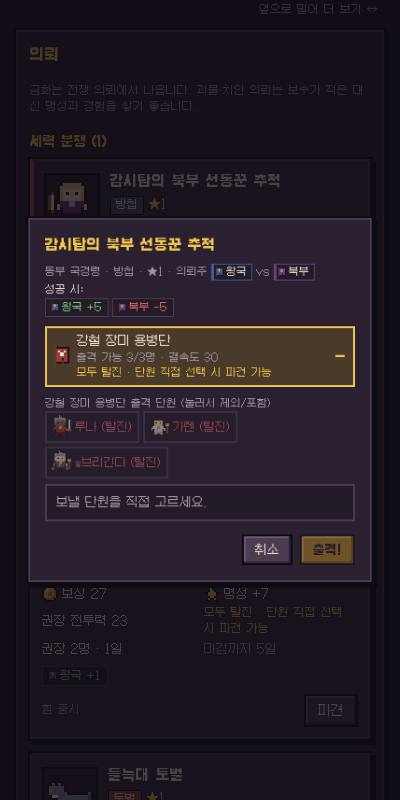 옆으로 밀어 더 보기 ↔
의뢰
금화는 전쟁 의뢰에서 나옵니다. 괴물 치안 의뢰는 보수가 적은 대
신 명성과 경험을 쌓기 좋습니다.
세력 분쟁 (1)
감시탑의 북부 선동꾼 추적
방첩 ★1
감시탑의 북부 선동꾼 추적
동부 국경령 · 방첩 · ★1 · 의뢰주 왕국 vs 북부
성공 시:
왕국 +5 북부 -5
강철 장미 용병단
출격 가능 3/3명 · 결속도 30
모두 탈진 · 단원 직접 선택 시 파견 가능
강철 장미 용병단 출격 단원 (눌러서 제외/포함)
루나 (탈진) 기렌 (탈진)
브리긴다 (탈진)
보낼 단원을 직접 고르세요.
취소 출격!
보상 27 명성 +7
권장 전투력 23 모두 탈진 · 단원 직접 선택
시 파견 가능
권장 2명 · 1일 마감까지 5일
왕국 +1
힘 중시 파견
들늑대 토벌
토벌 ★1